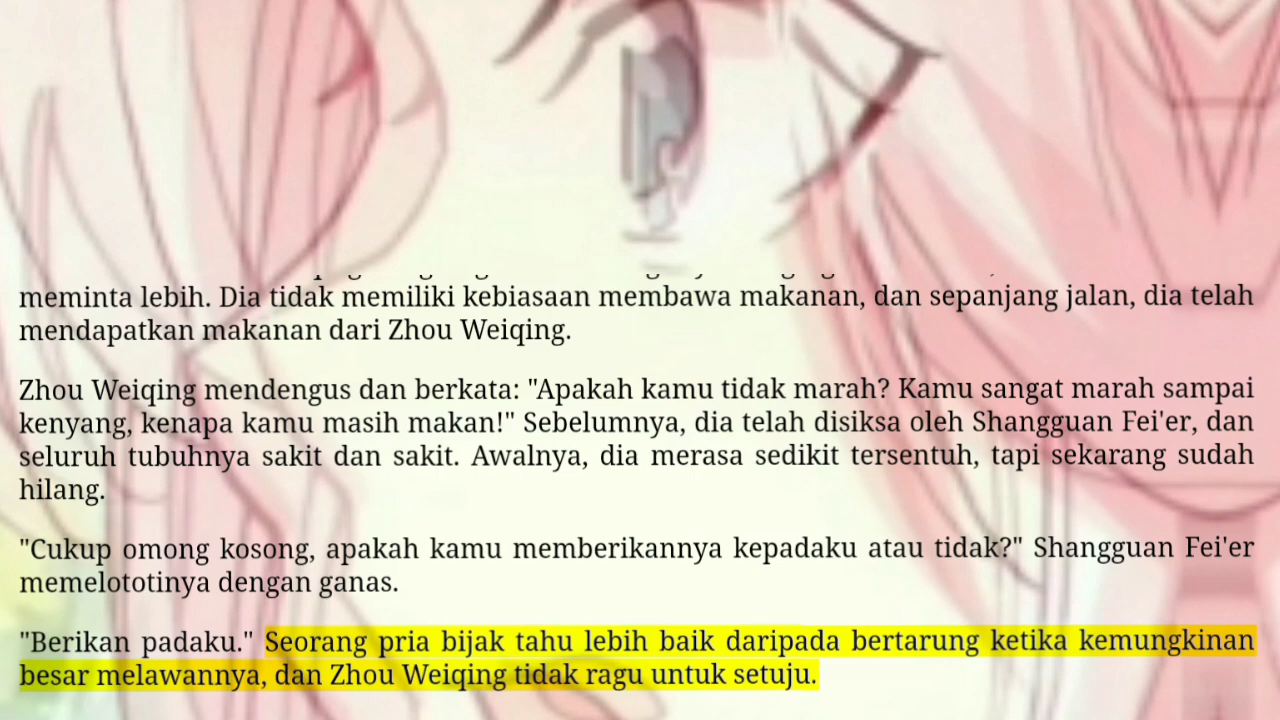 meminta lebih. Dia tidak memiliki kebiasaan membawa makanan, dan sepanjang jalan, dia telah
mendapatkan makanan dari Zhou Weiqing.
Zhou Weiqing mendengus dan berkata: "Apakah kamu tidak marah? Kamu sangat marah sampai
kenyang, kenapa kamu masih makan!" Sebelumnya, dia telah disiksa oleh Shangguan Fei'er, dan
seluruh tubuhnya sakit dan sakit. Awalnya, dia merasa sedikit tersentuh, tapi sekarang sudah
hilang.
"Cukup omong kosong, apakah kamu memberikannya kepadaku atau tidak?" Shangguan Fei'er
memelototinya dengan ganas.
"Berikan padaku." Seorang pria bijak tahu lebih baik daripada bertarung ketika kemungkinan
besar melawannya, dan Zhou Weiqing tidak ragu untuk setuju.